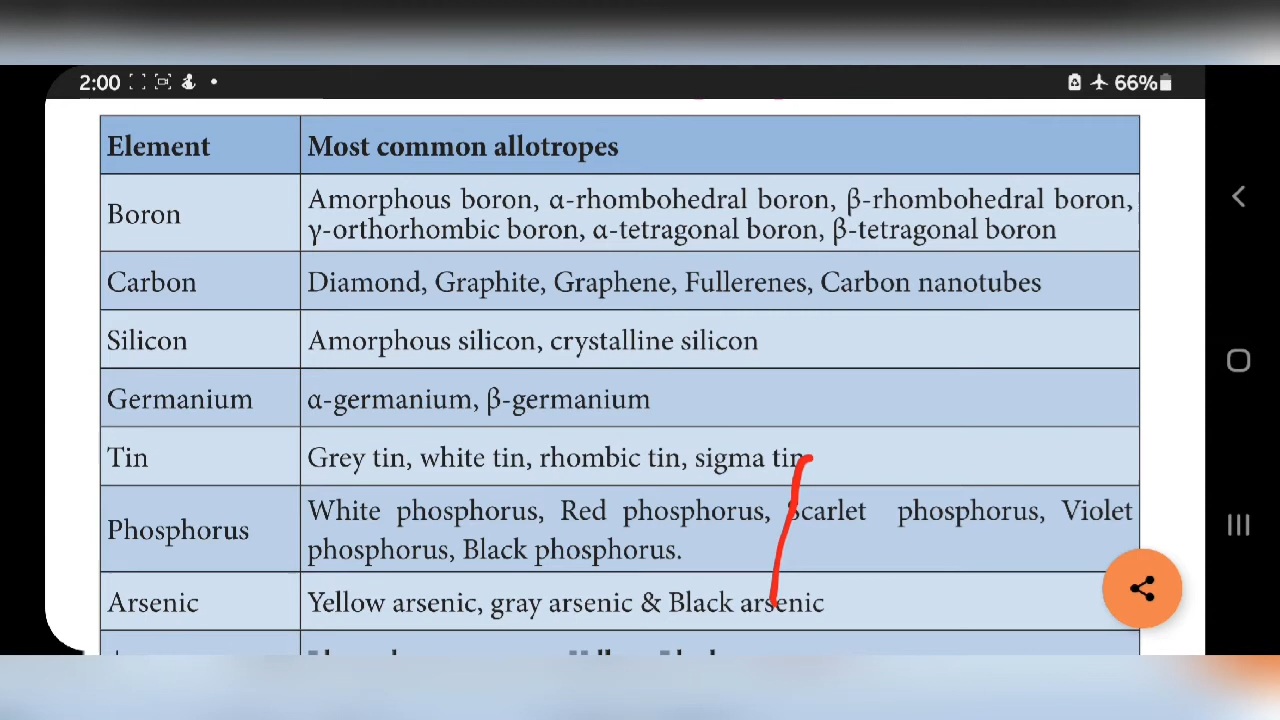 2:00 66%
Element Most common allotropes
Boron Amorphous boron, α-rhombohedral boron, β-rhombohedral boron,
γ-orthorhombic boron, α-tetragonal boron, β-tetragonal boron
Carbon Diamond, Graphite, Graphene, Fullerenes, Carbon nanotubes
Silicon Amorphous silicon, crystalline silicon
Germanium α-germanium, β-germanium
Tin Grey tin, white tin, rhombic tin, sigma tin
Phosphorus White phosphorus, Red phosphorus, Scarlet phosphorus, Violet
phosphorus, Black phosphorus.
Arsenic Yellow arsenic, gray arsenic & Black arsenic